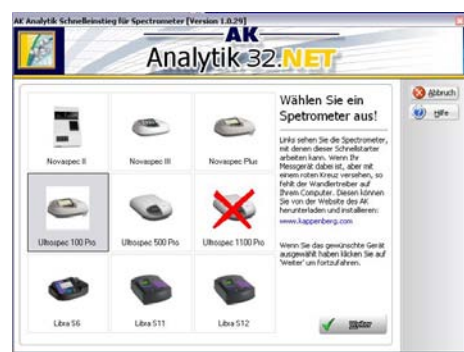 AK Analytik Schnelleinstieg für Spectrometer [Version 1.0.29]
AK
Analytik 32.NET
Abbruch
Hilfe
Novaspec II
Novaspec III
Novaspec Plus
Ultrospec 100 Pro
Ultrospec 500 Pro
Ultrospec 1100 Pro
Libra S6
Libra S11
Libra S12
Wählen Sie ein
Spetrometer aus!
Links sehen Sie die Spectrometer,
mit denen dieser Schnellstarter
arbeiten kann. Wenn Ihr
Messgerät dabei ist, aber mit
einem roten Kreuz versehen, so
fehlt der Wandlertreiber auf
Ihrem Computer. Diesen können
Sie von der Website des AK
herunterladen und installieren:
www.kappenberg.com
Wenn Sie das gewünschte Gerät
ausgewählt haben klicken Sie auf
'Weiter' um fortzufahren.
Weiter